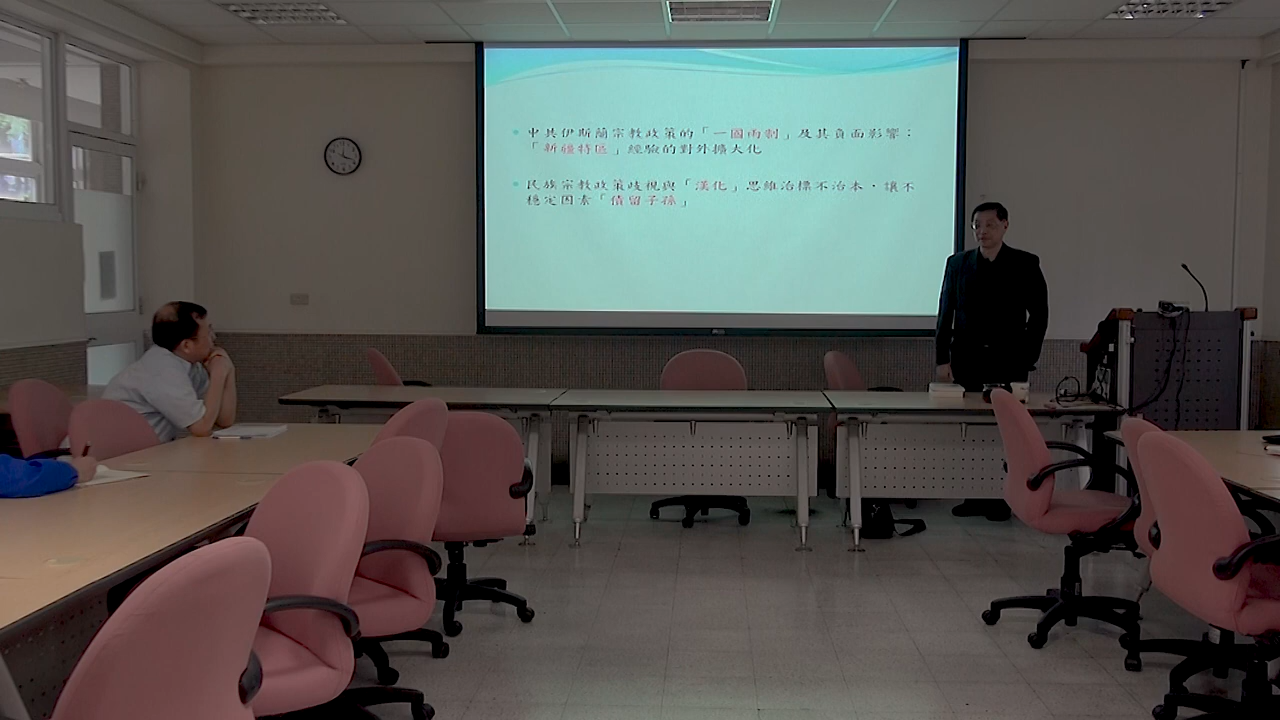 中共伊斯蘭宗教政策的「一國兩制」及其負面影響：
「新疆特區」經驗的對外擴大化
民族宗教政策歧視與「漢化」思維治標不治本，讓不
穩定因素「債留子孫」